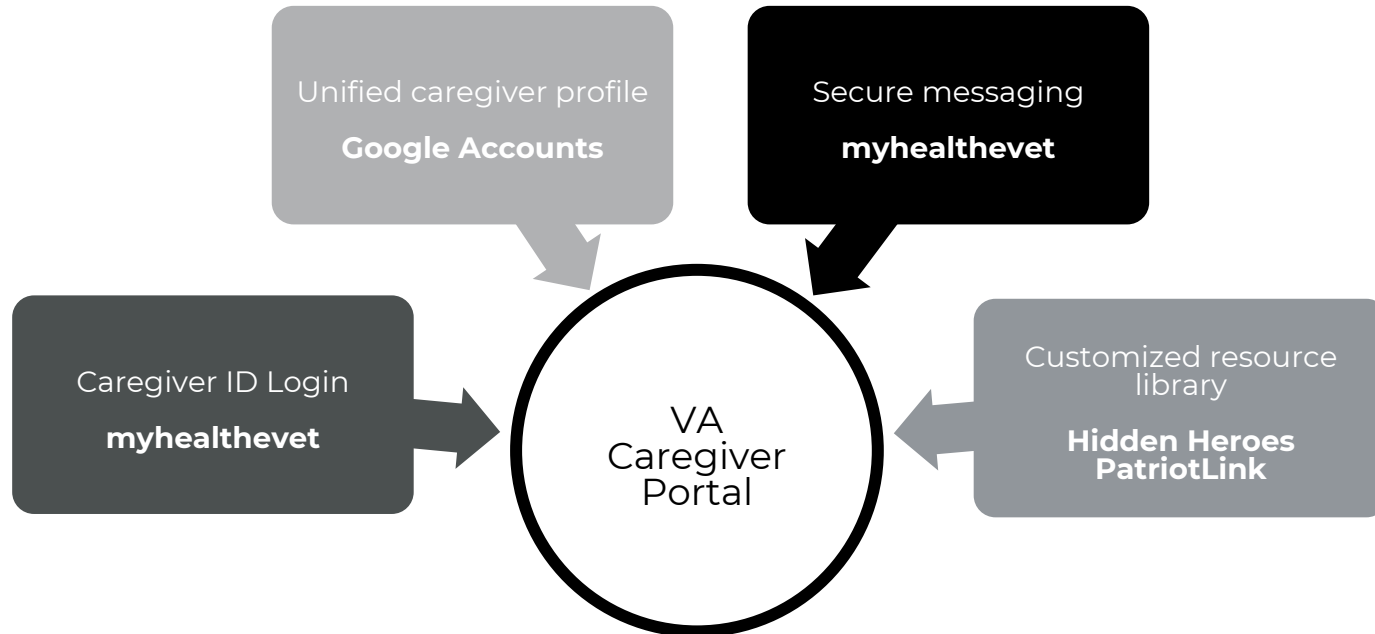 Unified caregiver profile
Google Accounts
Secure messaging
myhealthevet
Caregiver ID Login
myhealthevet
Customized resource
library
Hidden Heroes
PatriotLink
VA
Caregiver
Portal